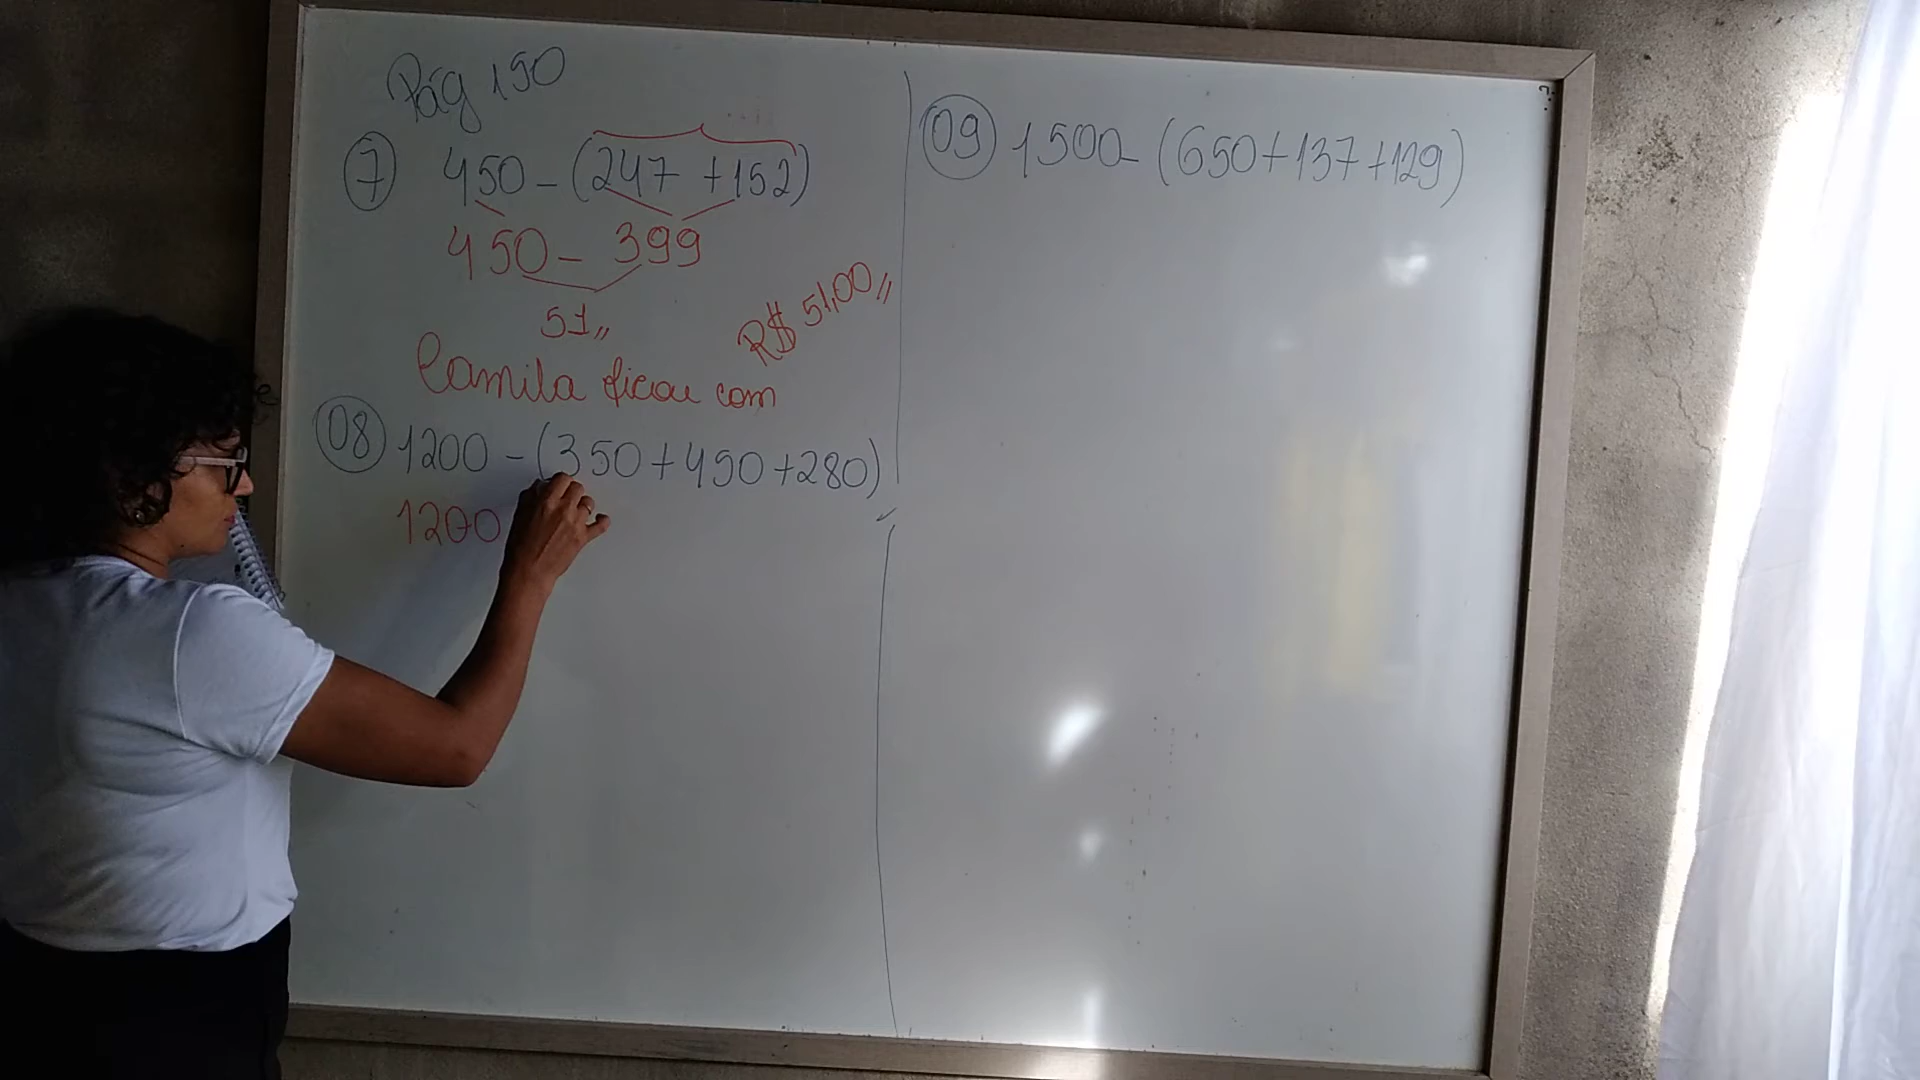 Pág 150
7 450 - (247 + 152)
450 - 399
51,,
Camila ficou com R$ 51,00,,
08 1200 - (350 + 450 + 280)
1200
09 1500 - (650 + 137 + 129)